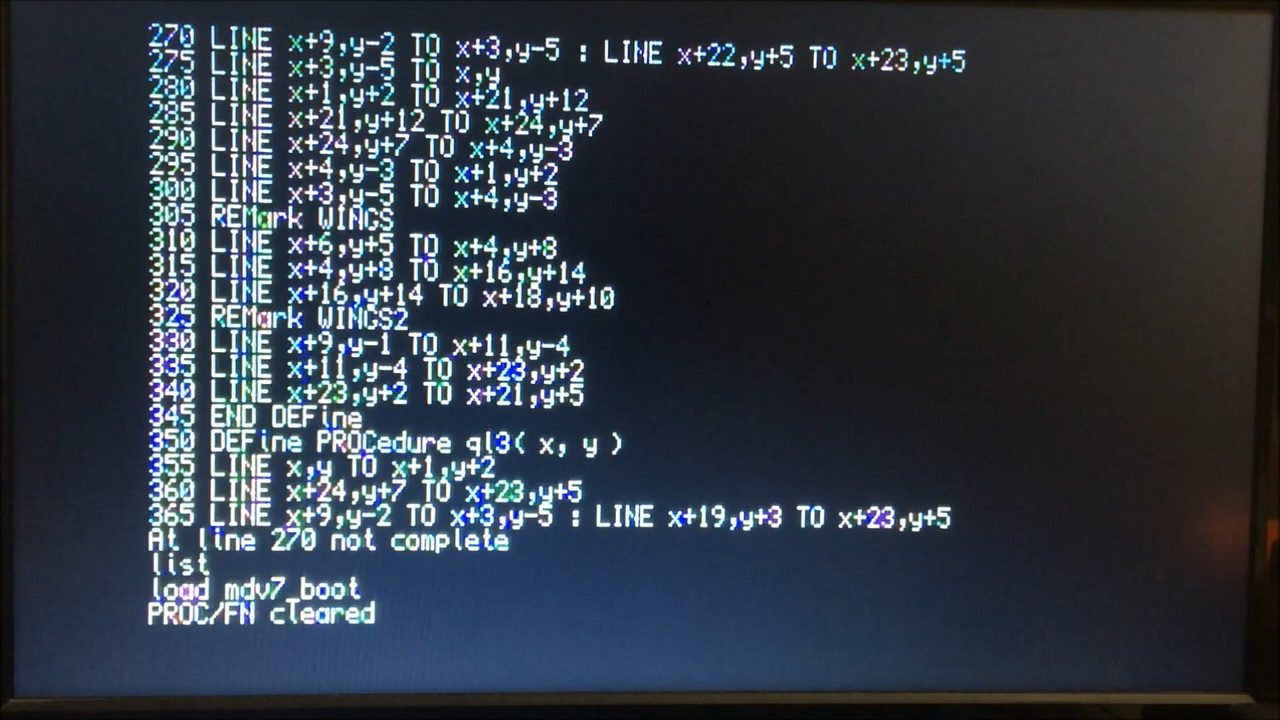 270 LINE x+9,y-2 TO x+3,y-5 : LINE x+22,y+5 TO x+23,y+5
275 LINE x+3,y-5 TO x,y
280 LINE x+1,y+2 TO x+21,y+12
285 LINE x+21,y+12 TO x+24,y+7
290 LINE x+24,y+7 TO x+4,y-3
295 LINE x+4,y-3 TO x+1,y+2
300 LINE x+3,y-5 TO x+4,y-3
305 REMark WINGS
310 LINE x+6,y+5 TO x+4,y+8
315 LINE x+4,y+8 TO x+16,y+14
320 LINE x+16,y+14 TO x+18,y+10
325 REMark WINGS2
330 LINE x+9,y-1 TO x+11,y-4
335 LINE x+11,y-4 TO x+23,y+2
340 LINE x+23,y+2 TO x+21,y+5
345 END DEFine
350 DEFine PROCedure ql3( x, y )
355 LINE x,y TO x+1,y+2
360 LINE x+24,y+7 TO x+23,y+5
365 LINE x+9,y-2 TO x+3,y-5 : LINE x+19,y+3 TO x+23,y+5
At line 270 not complete
list
load mdv7_boot
PROC/FN cleared